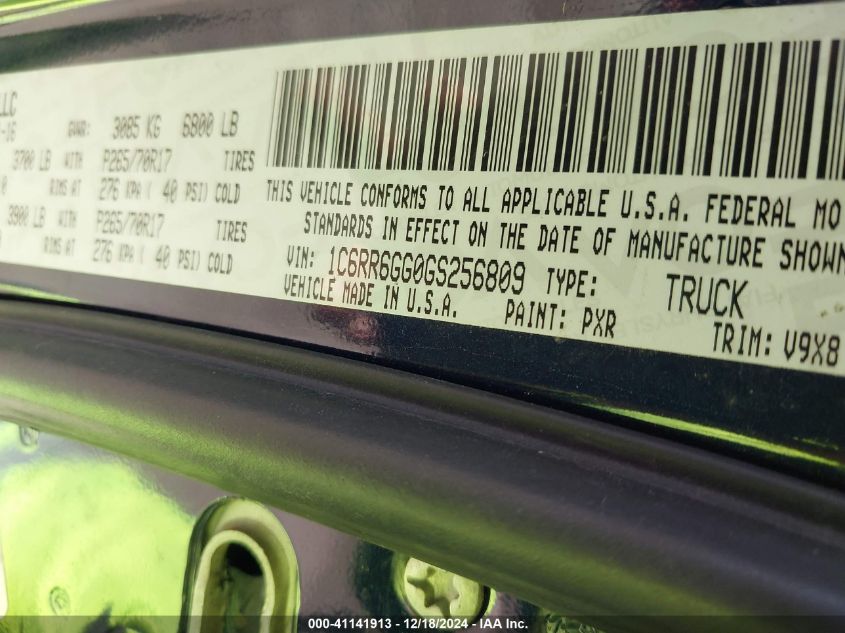 LLC
-16 GVWR: 3085 KG 6800 LB
3700 LB WITH P265/70R17 TIRES
RIMS AT 276 KPA ( 40 PSI) COLD
3900 LB WITH P265/70R17 TIRES
RIMS AT 276 KPA ( 40 PSI) COLD
THIS VEHICLE CONFORMS TO ALL APPLICABLE U.S.A. FEDERAL MO
STANDARDS IN EFFECT ON THE DATE OF MANUFACTURE SHOWN
VIN: 1C6RR6GG0GS256809 TYPE: TRUCK
VEHICLE MADE IN U.S.A. PAINT: PXR TRIM: V9X8
000-41141913 - 12/18/2024 - IAA Inc.